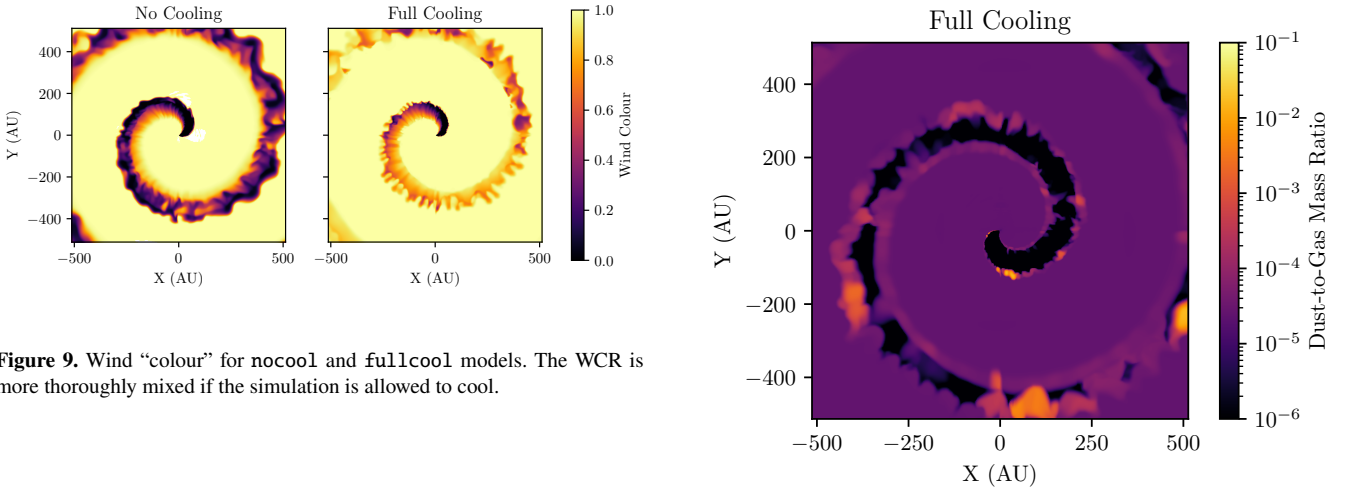 No Cooling
Full Cooling
400
200
0
−200
−400
Y (AU)
−500
0
500
X (AU)
−500
0
500
X (AU)
1.0
0.8
0.6
0.4
0.2
0.0
Wind Colour
Figure 9. Wind “colour” for nocool and fullcool models. The WCR is
more thoroughly mixed if the simulation is allowed to cool.
Full Cooling
400
200
0
−200
−400
Y (AU)
−500
−250
0
250
500
X (AU)
10⁻¹
10⁻²
10⁻³
10⁻⁴
10⁻⁵
10⁻⁶
Dust-to-Gas Mass Ratio